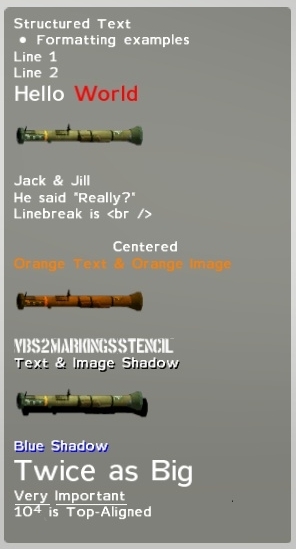 Structured Text
• Formatting examples
Line 1
Line 2
Hello World
Jack & Jill
He said "Really?"
Linebreak is <br />
Centered
Orange Text & Orange Image
VBS2MARKINGSSTENCIL
Text & Image Shadow
Blue Shadow
Twice as Big
Very Important
10⁴ is Top-Aligned